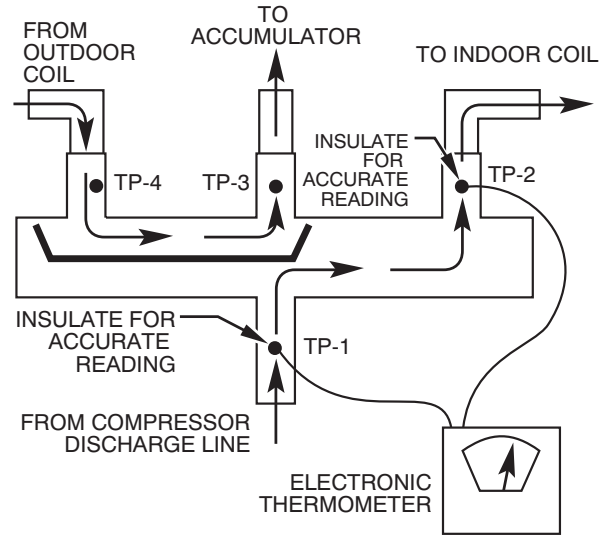 FROM
OUTDOOR
COIL
TO
ACCUMULATOR
TO INDOOR COIL
INSULATE
FOR
ACCURATE
READING
TP-4
TP-3
TP-2
INSULATE FOR
ACCURATE
READING
TP-1
FROM COMPRESSOR
DISCHARGE LINE
ELECTRONIC
THERMOMETER